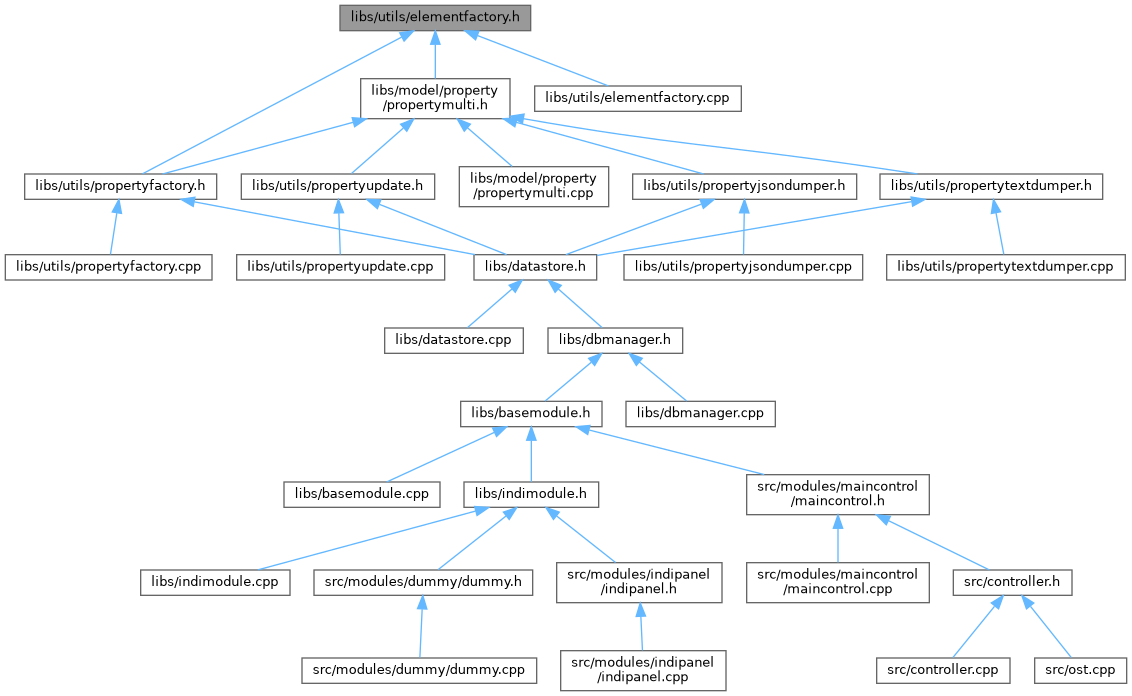 libs/utils/elementfactory.h
libs/model/property
/propertymulti.h
libs/utils/elementfactory.cpp
libs/utils/propertyfactory.h
libs/utils/propertyupdate.h
libs/model/property
/propertymulti.cpp
libs/utils/propertyjsondumper.h
libs/utils/propertytextdumper.h
libs/utils/propertyfactory.cpp
libs/utils/propertyupdate.cpp
libs/datastore.h
libs/utils/propertyjsondumper.cpp
libs/utils/propertytextdumper.cpp
libs/datastore.cpp
libs/dbmanager.h
libs/basemodule.h
libs/dbmanager.cpp
libs/basemodule.cpp
libs/indimodule.h
src/modules/maincontrol
/maincontrol.h
libs/indimodule.cpp
src/modules/dummy/dummy.h
src/modules/indipanel
/indipanel.h
src/modules/maincontrol
/maincontrol.cpp
src/controller.h
src/modules/dummy/dummy.cpp
src/modules/indipanel
/indipanel.cpp
src/controller.cpp
src/ost.cpp